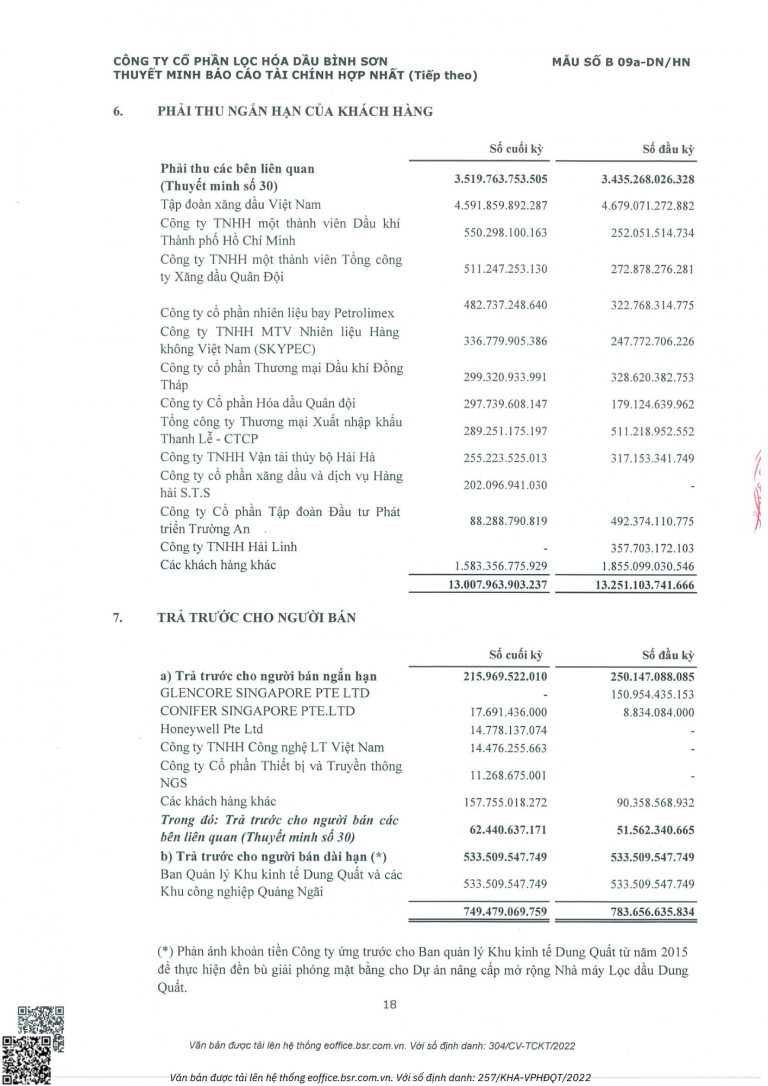 CÔNG TY CỔ PHẦN LỌC HÓA DẦU BÌNH SƠN MẪU SỐ B 09a-DN/HN
THUYẾT MINH BÁO CÁO TÀI CHÍNH HỢP NHẤT (Tiếp theo)
6. PHẢI THU NGẮN HẠN CỦA KHÁCH HÀNG
Số cuối kỳ Số đầu kỳ
Phải thu các bên liên quan
(Thuyết minh số 30) 3.519.763.753.505 3.435.268.026.328
Tập đoàn xăng dầu Việt Nam 4.591.859.892.287 4.679.071.272.882
Công ty TNHH một thành viên Dầu khí
Thành phố Hồ Chí Minh 550.298.100.163 252.051.514.734
Công ty TNHH một thành viên Tổng công
ty Xăng dầu Quân Đội 511.247.253.130 272.878.276.281
Công ty cổ phần nhiên liệu bay Petrolimex 482.737.248.640 322.768.314.775
Công ty TNHH MTV Nhiên liệu Hàng
không Việt Nam (SKYPEC) 336.779.905.386 247.772.706.226
Công ty cổ phần Thương mại Dầu khí Đồng
Tháp 299.320.933.991 328.620.382.753
Công ty Cổ phần Hóa dầu Quân đội 297.739.608.147 179.124.639.962
Tổng công ty Thương mại Xuất nhập khẩu
Thanh Lễ - CTCP 289.251.175.197 511.218.952.552
Công ty TNHH Vận tải thủy bộ Hải Hà 255.223.525.013 317.153.341.749
Công ty cổ phần xăng dầu và dịch vụ Hàng
hải S.T.S 202.096.941.030 -
Công ty Cổ phần Tập đoàn Đầu tư Phát
triển Trường An 88.288.790.819 492.374.110.775
Công ty TNHH Hải Linh - 357.703.172.103
Các khách hàng khác 1.583.356.775.929 1.855.099.030.546
13.007.963.903.237 13.251.103.741.666
7. TRẢ TRƯỚC CHO NGƯỜI BÁN
Số cuối kỳ Số đầu kỳ
a) Trả trước cho người bán ngắn hạn 215.969.522.010 250.147.088.085
GLENCORE SINGAPORE PTE LTD - 150.954.435.153
CONIFER SINGAPORE PTE.LTD 17.691.436.000 8.834.084.000
Honeywell Pte Ltd 14.778.137.074 -
Công ty TNHH Công nghệ LT Việt Nam 14.476.255.663 -
Công ty Cổ phần Thiết bị và Truyền thông
NGS 11.268.675.001 -
Các khách hàng khác 157.755.018.272 90.358.568.932
Trong đó: Trả trước cho người bán các
bên liên quan (Thuyết minh số 30) 62.440.637.171 51.562.340.665
b) Trả trước cho người bán dài hạn (*) 533.509.547.749 533.509.547.749
Ban Quản lý Khu kinh tế Dung Quất và các
Khu công nghiệp Quảng Ngãi 533.509.547.749 533.509.547.749
749.479.069.759 783.656.635.834
(*) Phản ánh khoản tiền Công ty ứng trước cho Ban quản lý Khu kinh tế Dung Quất từ năm 2015
để thực hiện đền bù giải phóng mặt bằng cho Dự án nâng cấp mở rộng Nhà máy Lọc dầu Dung
Quất.
18
Văn bản được tải lên hệ thống eoffice.bsr.com.vn. Với số định danh: 304/CV-TCKT/2022
Văn bản được tải lên hệ thống eoffice.bsr.com.vn. Với số định danh: 257/KHA-VPHĐQT/2022